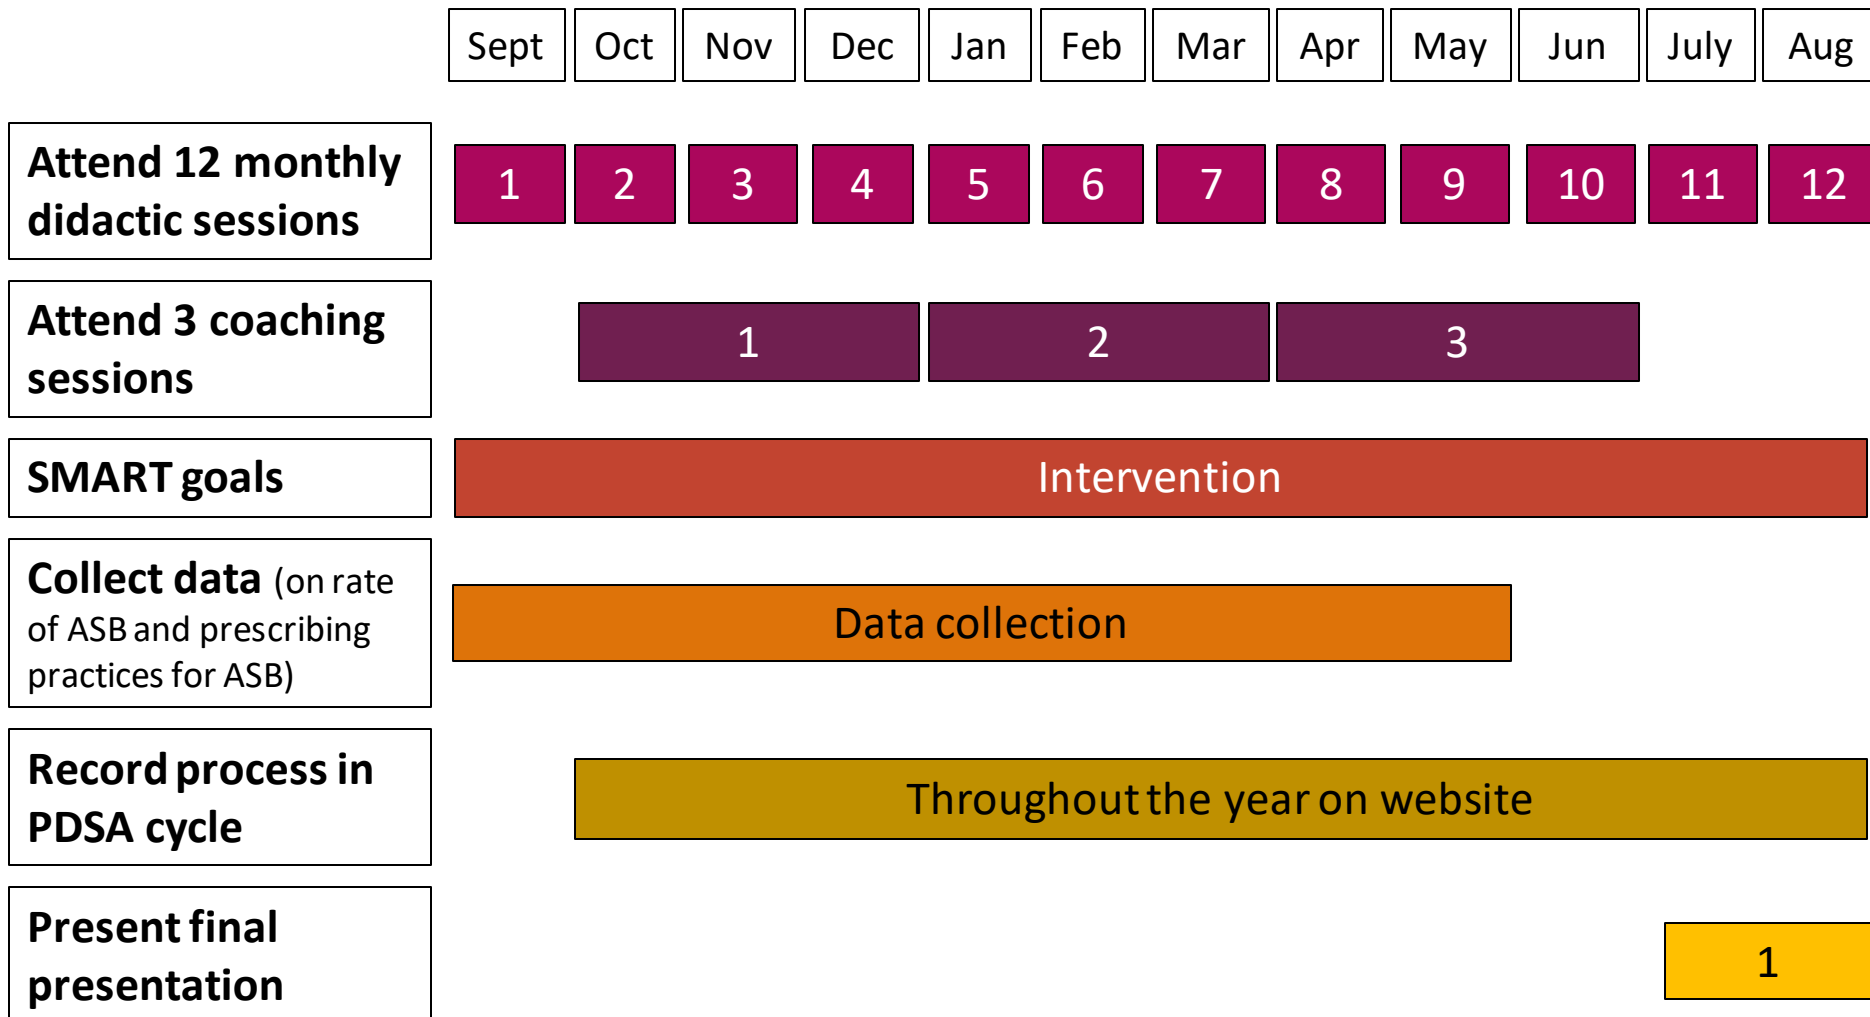 Sept Oct Nov Dec Jan Feb Mar Apr May Jun July Aug
Attend 12 monthly
didactic sessions
1 2 3 4 5 6 7 8 9 10 11 12
Attend 3 coaching
sessions
1 2 3
SMART goals
Intervention
Collect data (on rate
of ASB and prescribing
practices for ASB)
Data collection
Record process in
PDSA cycle
Throughout the year on website
Present final
presentation
1